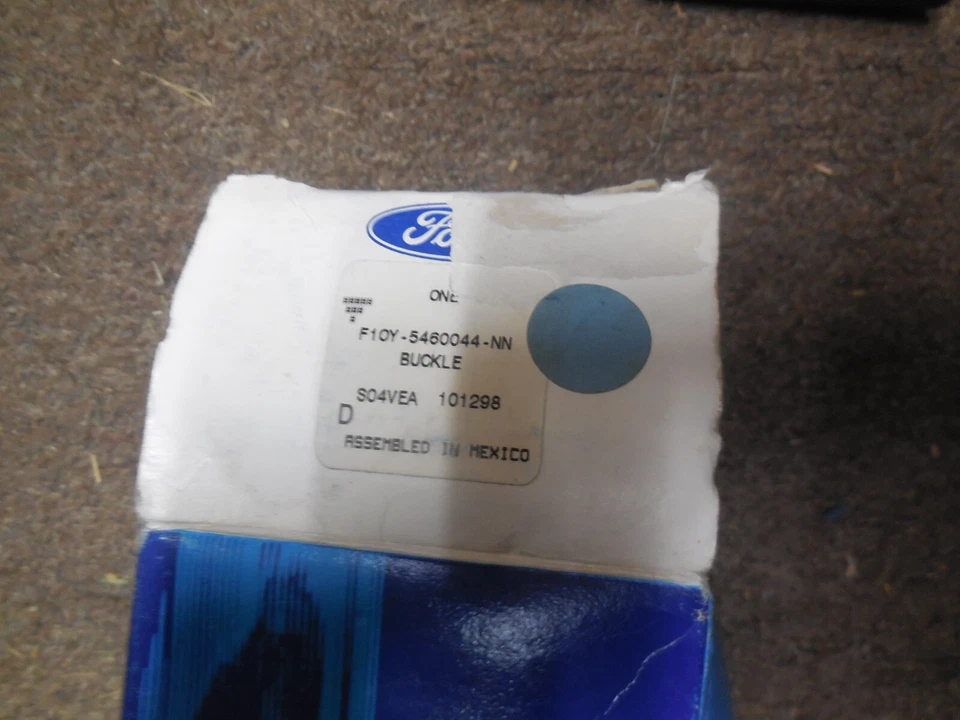 Fo
ONE
F1OY-5460044-NN
BUCKLE
S04VEA 101298
D
ASSEMBLED IN MEXICO